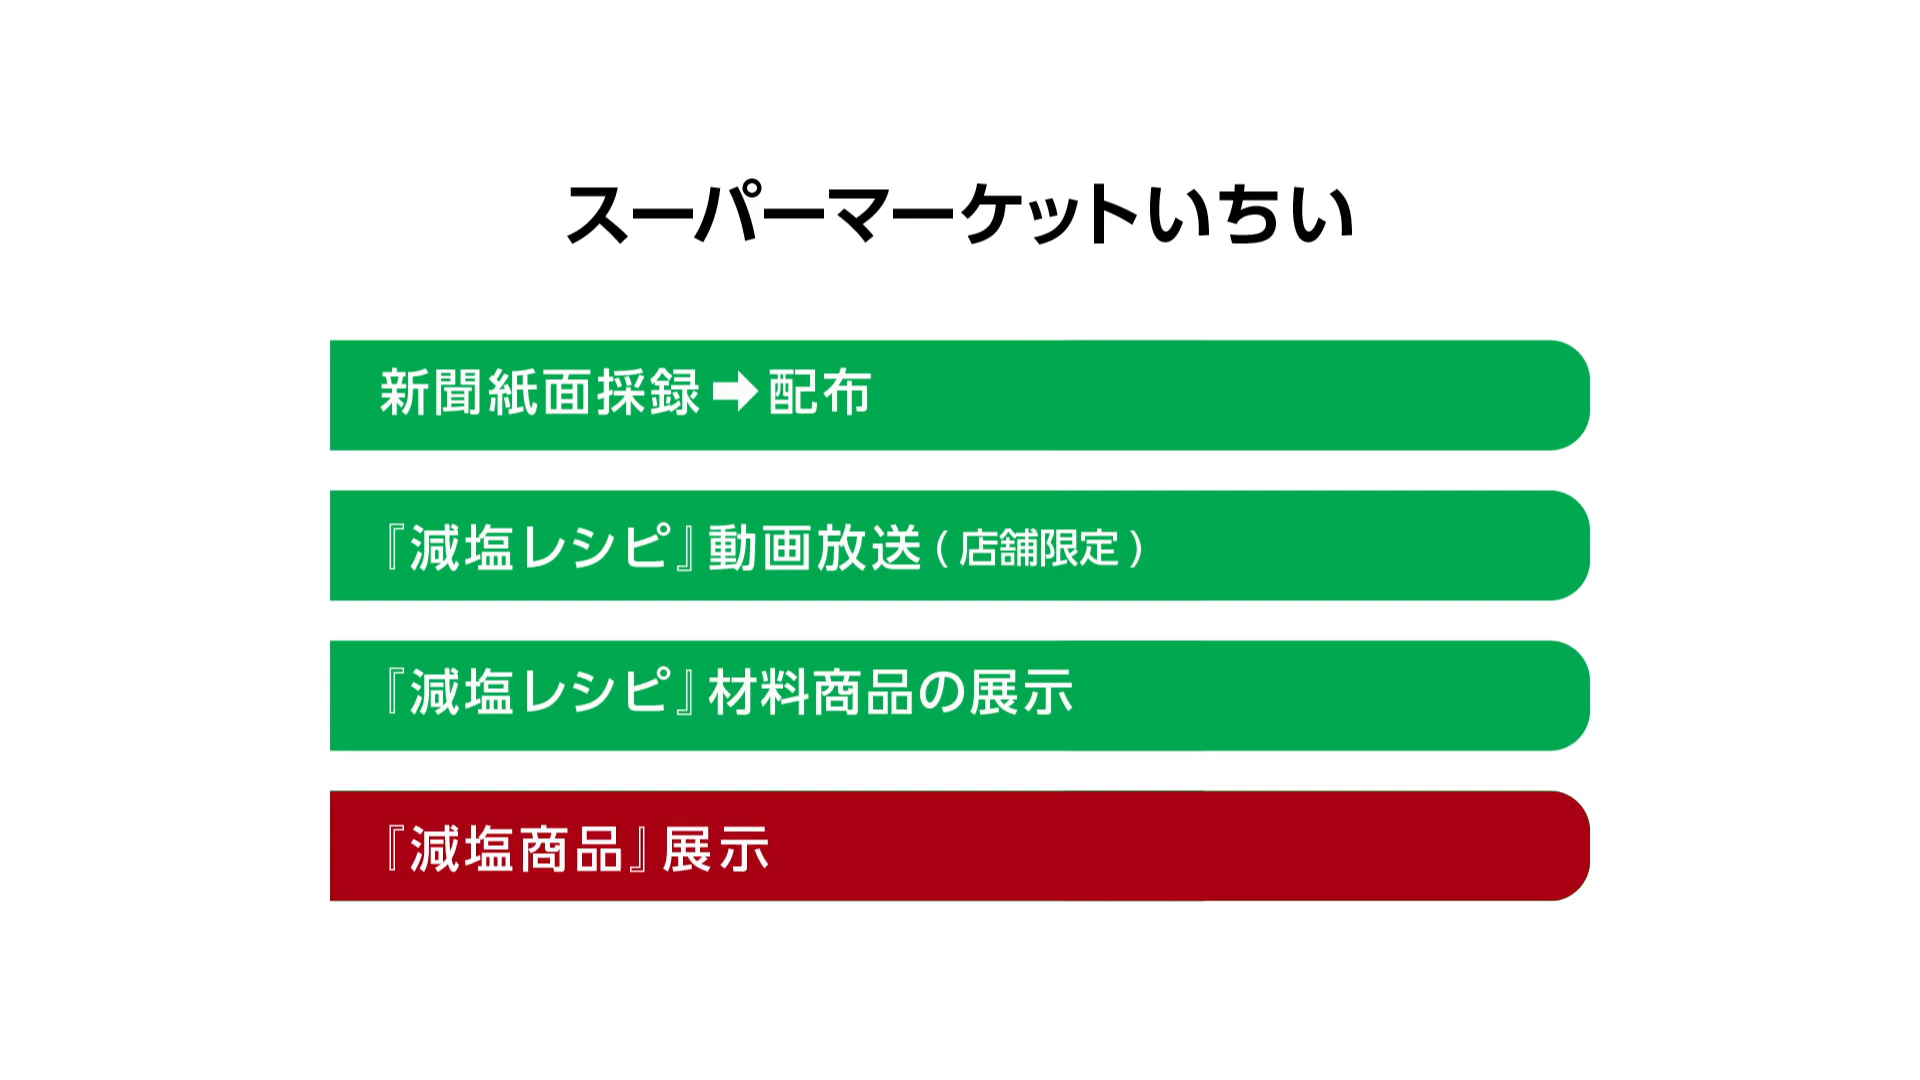 スーパーマーケットいちい
新聞紙面採録➡配布
『減塩レシピ』動画放送(店舗限定)
『減塩レシピ』材料商品の展示
『減塩商品』展示